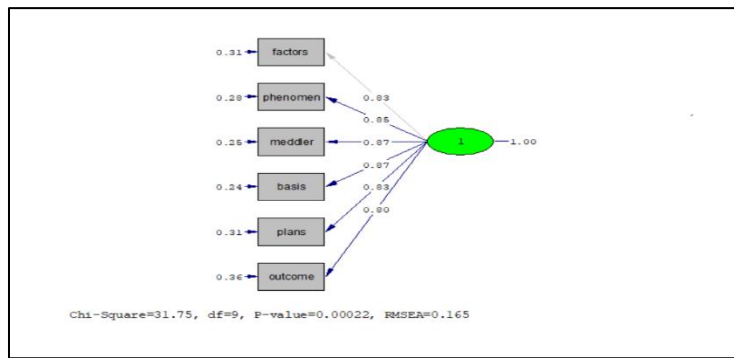 0.31 factors
0.83
0.28 phenomen
0.85
0.25 meddler 0.87 1 1.00
0.87
0.24 basis
0.83
0.31 plans
0.80
0.36 outcome
Chi-Square=31.75, df=9, P-value=0.00022, RMSEA=0.165